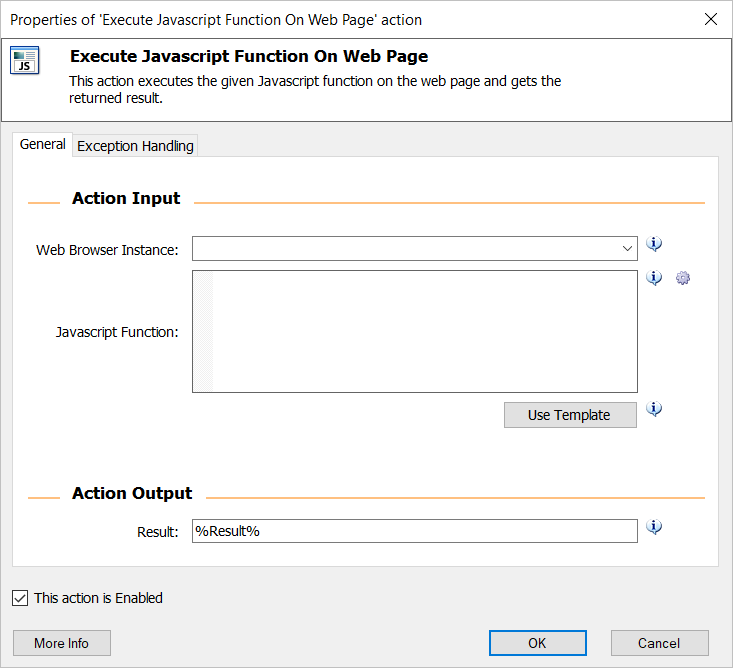 Properties of 'Execute Javascript Function On Web Page' action
JS
Execute Javascript Function On Web Page
This action executes the given Javascript function on the web page and gets the
returned result.
General
Exception Handling
Action Input
Web Browser Instance:
Javascript Function:
Use Template
Action Output
Result:
%Result%
This action is Enabled
More Info
OK
Cancel